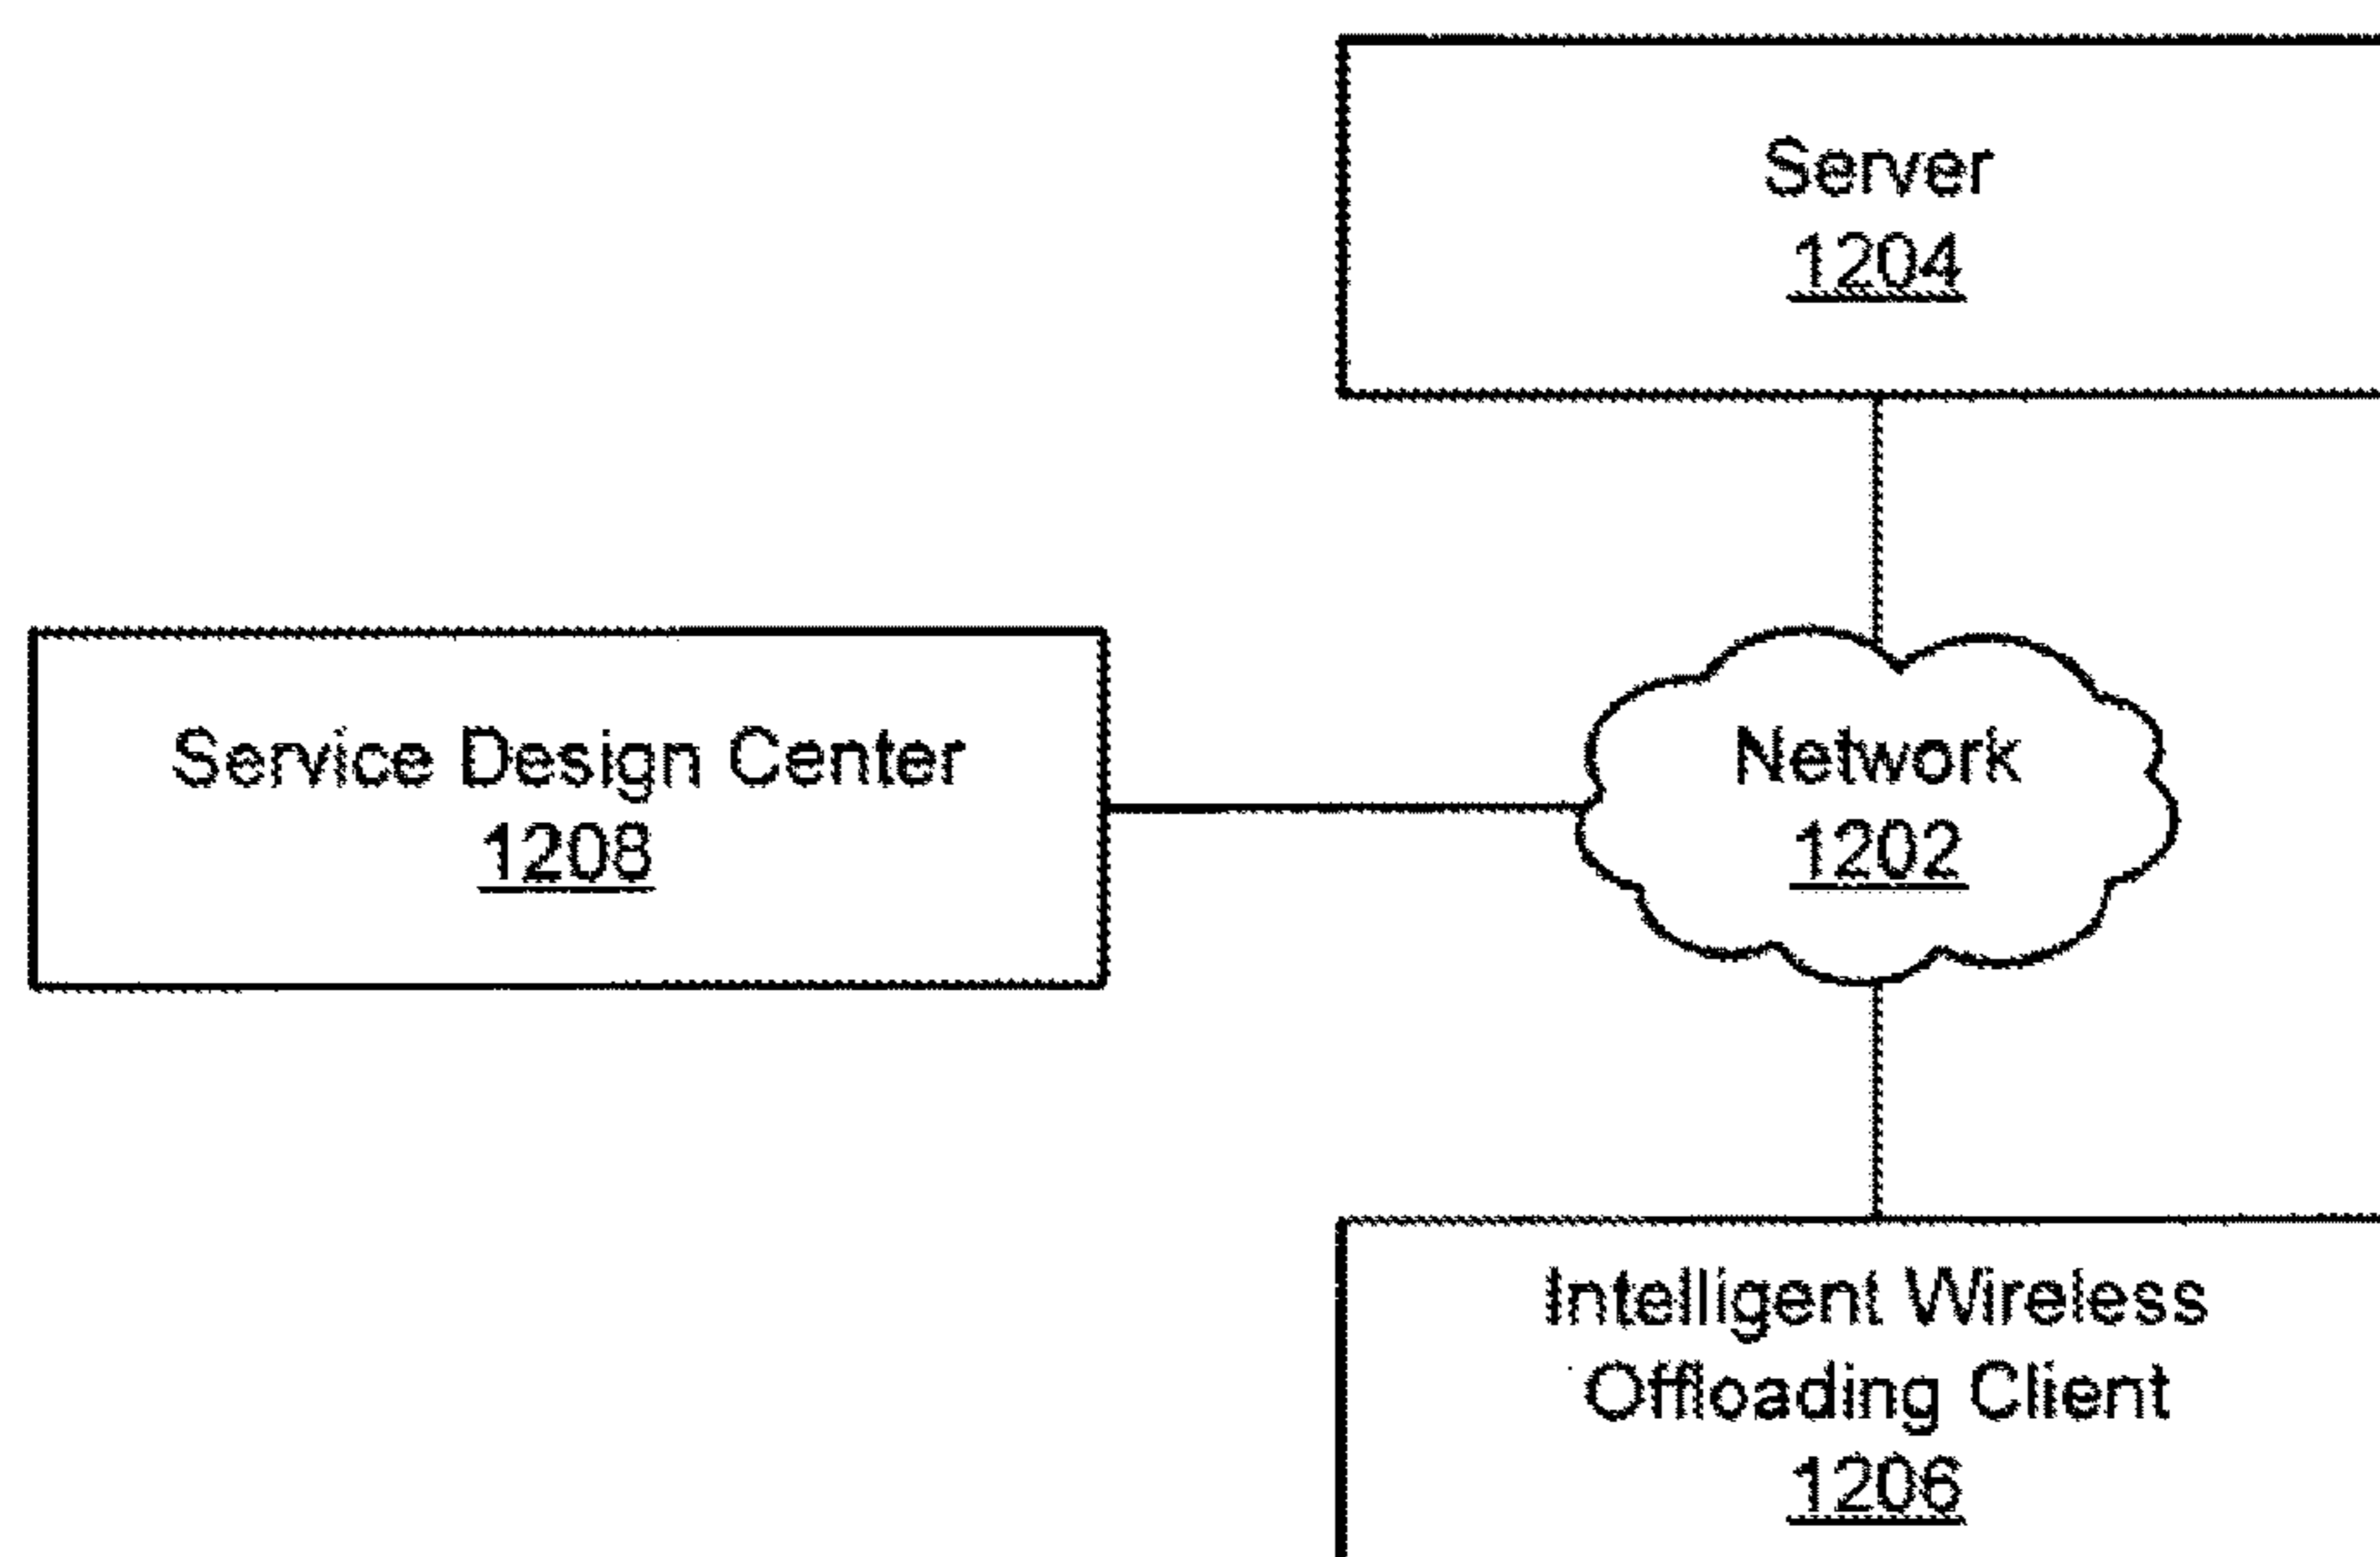 Server
1204
Service Design Center
1208
Network
1202
Intelligent Wireless
Offloading Client
1206